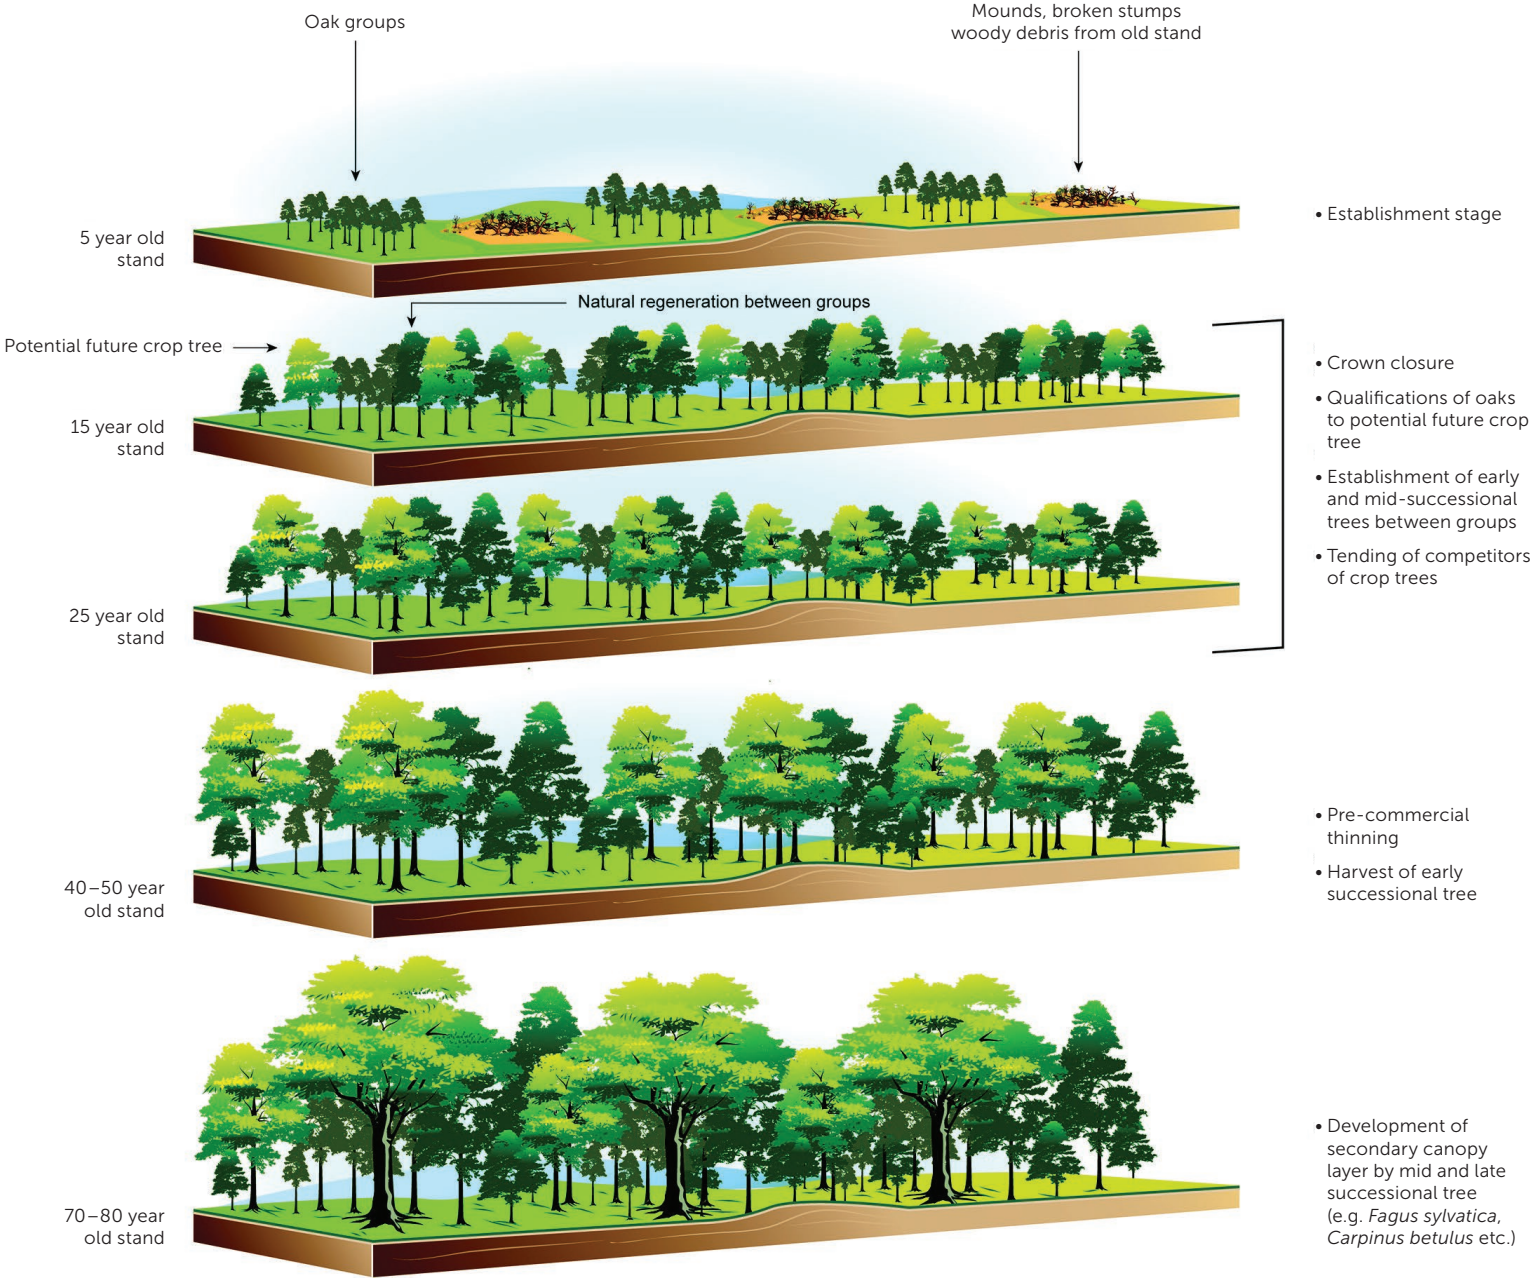 Oak groups
Mounds, broken stumps
woody debris from old stand
5 year old
stand
• Establishment stage
Natural regeneration between groups
Potential future crop tree
15 year old
stand
25 year old
stand
• Crown closure
• Qualifications of oaks
to potential future crop
tree
• Establishment of early
and mid-successional
trees between groups
• Tending of competitors
of crop trees
40–50 year
old stand
• Pre-commercial
thinning
• Harvest of early
successional tree
70–80 year
old stand
• Development of
secondary canopy
layer by mid and late
successional tree
(e.g. Fagus sylvatica,
Carpinus betulus etc.)